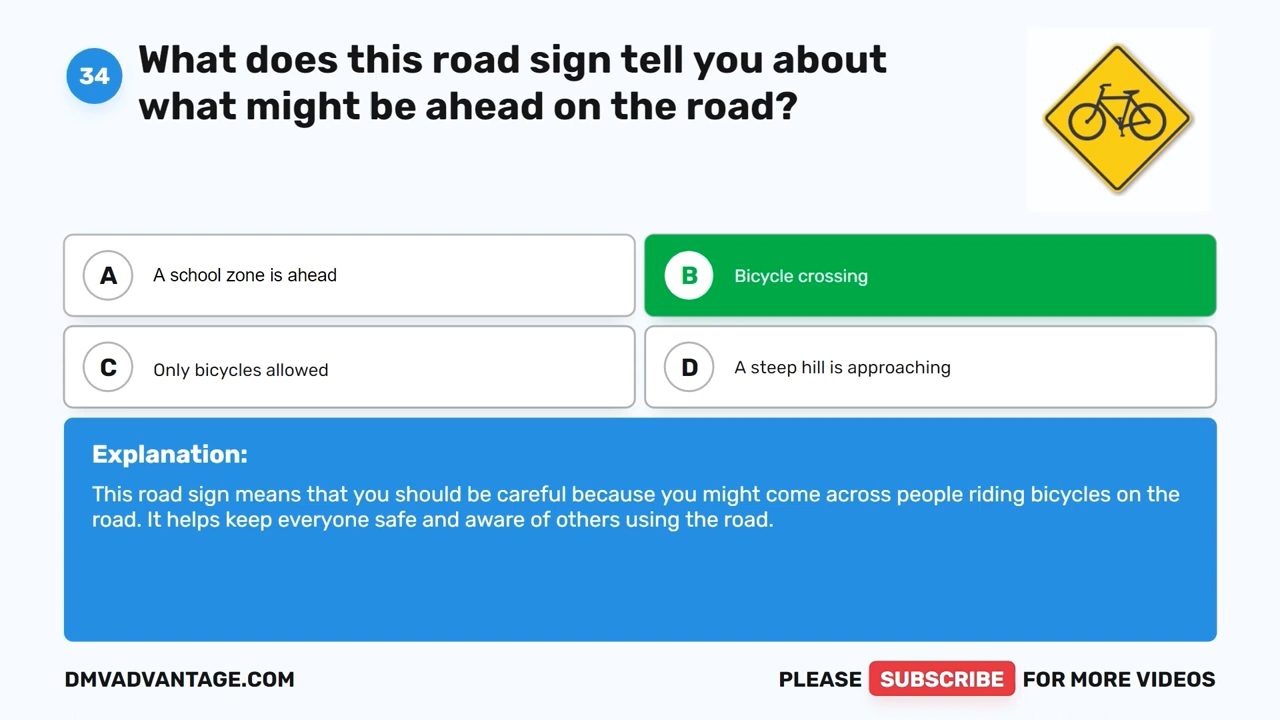 34
What does this road sign tell you about
what might be ahead on the road?
A A school zone is ahead
B Bicycle crossing
C Only bicycles allowed
D A steep hill is approaching
Explanation:
This road sign means that you should be careful because you might come across people riding bicycles on the
road. It helps keep everyone safe and aware of others using the road.
DMVADVANTAGE.COM
PLEASE SUBSCRIBE FOR MORE VIDEOS